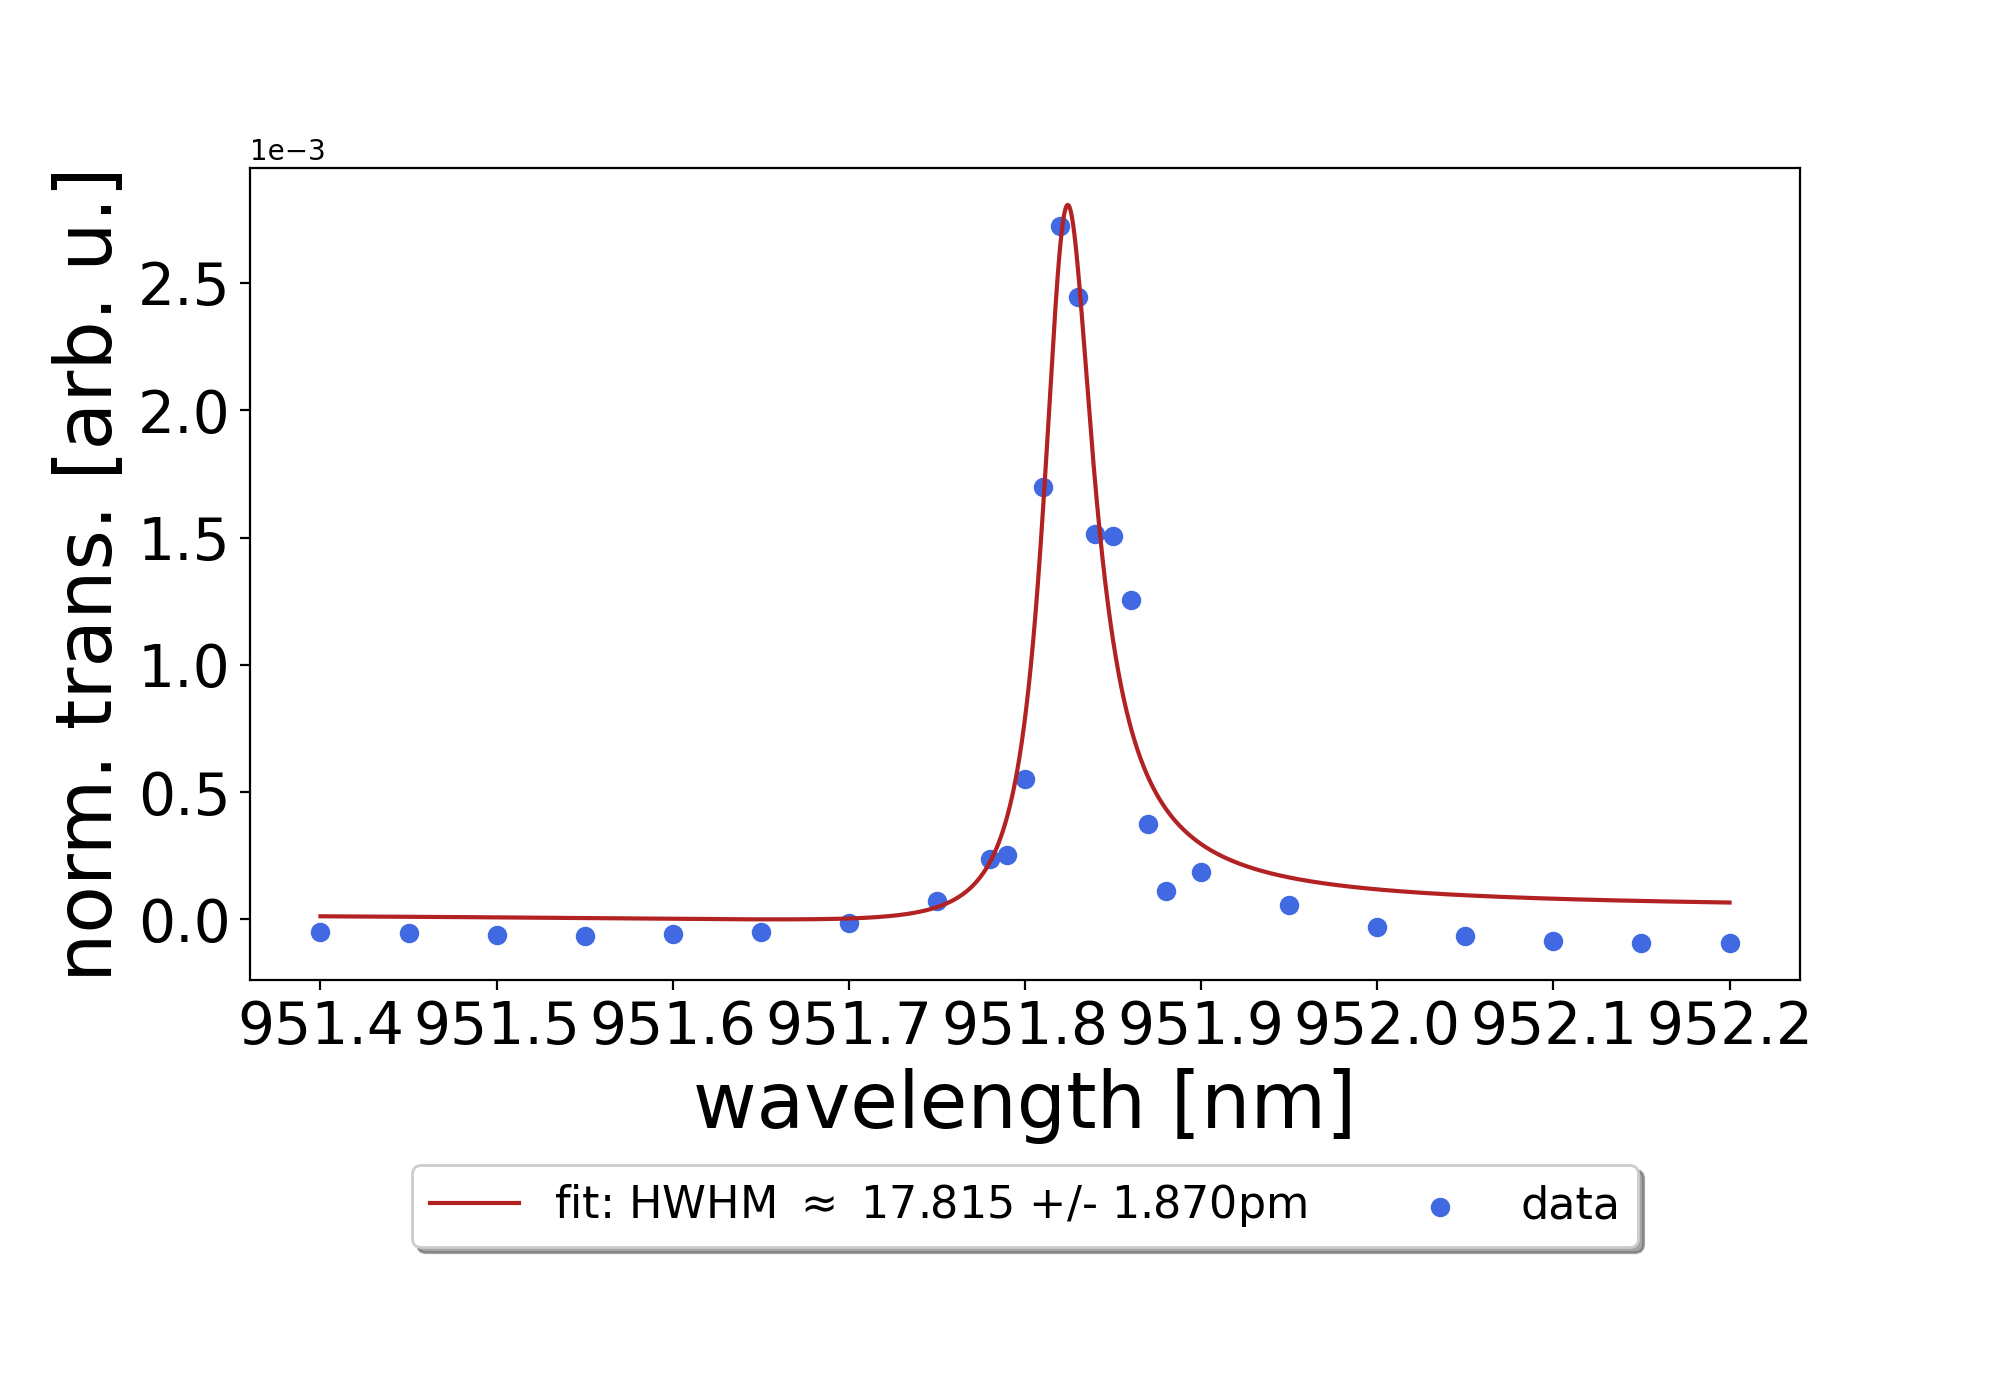 1e−3
norm. trans. [arb. u.]
2.5
2.0
1.5
1.0
0.5
0.0
951.4 951.5 951.6 951.7 951.8 951.9 952.0 952.1 952.2
wavelength [nm]
fit: HWHM ≈ 17.815 +/- 1.870pm data